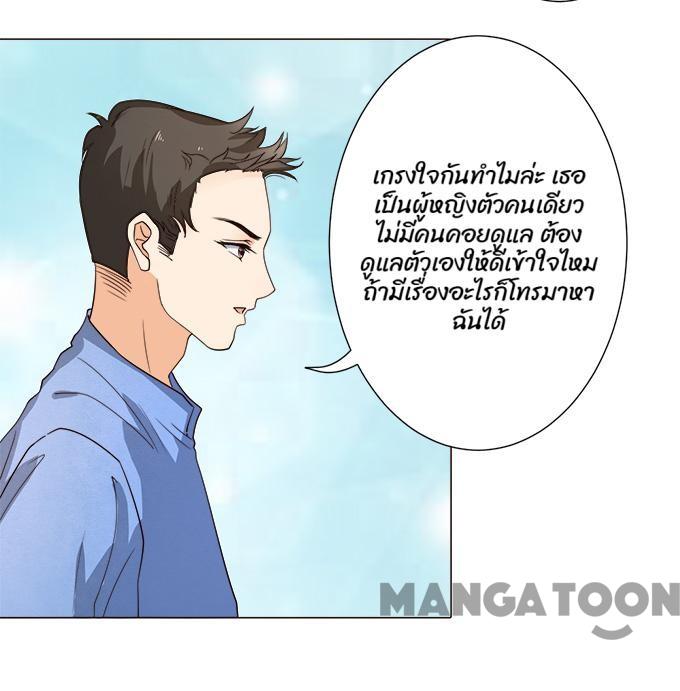 เกรงใจกันทำไมล่ะ เธอ
เป็นผู้หญิงตัวคนเดียว
ไม่มีคนคอยดูแล ต้อง
ดูแลตัวเองให้ดีเข้าใจไหม
ถ้ามีเรื่องอะไรก็โทรมาหา
ฉันได้
MANGATOON